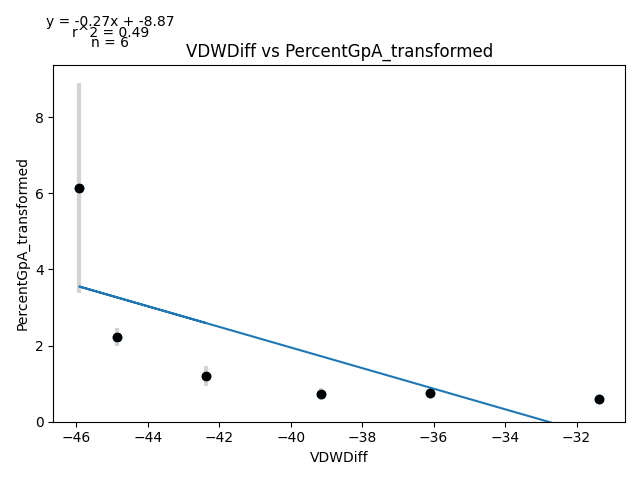 y = -0.27x + -8.87
r^2 = 0.49
n = 6
VDWDiff vs PercentGpA_transformed
PercentGpA_transformed
8
6
4
2
0
−46
−44
−42
−40
−38
−36
−34
−32
VDWDiff